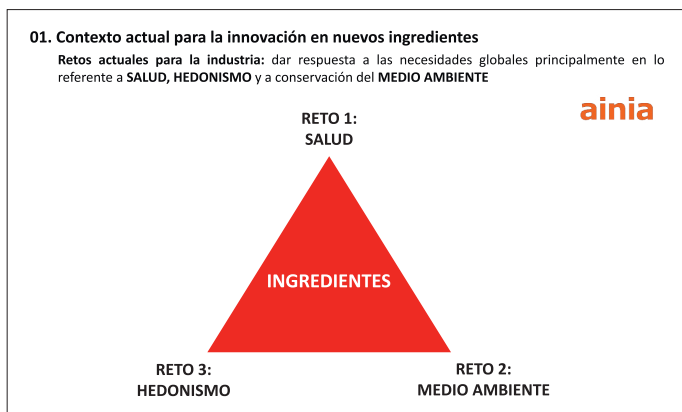 01. Contexto actual para la innovación en nuevos ingredientes
Retos actuales para la industria: dar respuesta a las necesidades globales principalmente en lo
referente a SALUD, HEDONISMO y a conservación del MEDIO AMBIENTE
ainia
RETO 1:
SALUD
INGREDIENTES
RETO 3:
HEDONISMO
RETO 2:
MEDIO AMBIENTE